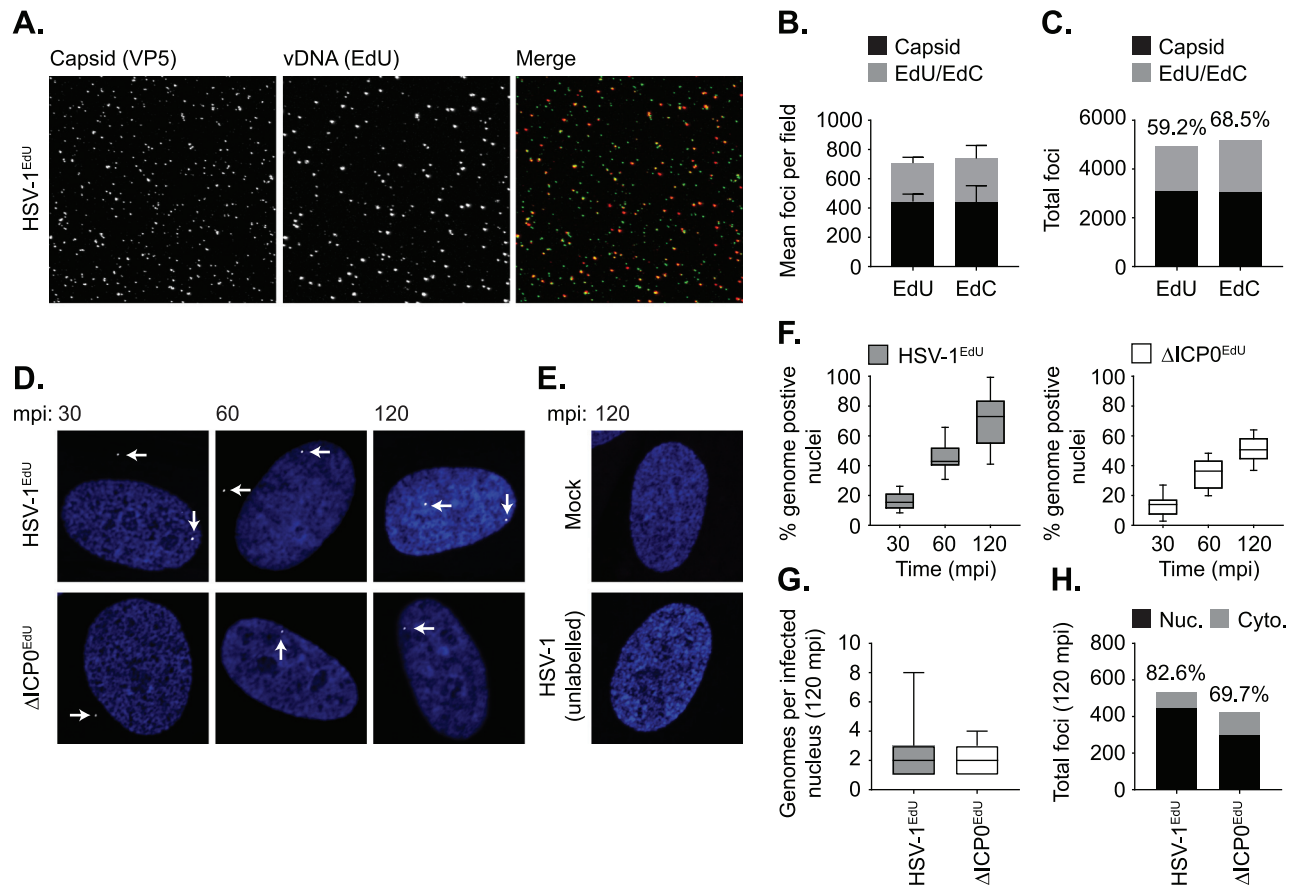 A.
Capsid (VP5)
vDNA (EdU)
Merge
HSV-1EdU
B.
Capsid
EdU/EdC
Mean foci per field
1000
800
600
400
200
0
EdU
EdC
C.
Capsid
EdU/EdC
Total foci
6000
4000
2000
0
59.2%
68.5%
EdU
EdC
D.
mpi: 30
60
120
HSV-1EdU
ΔICP0EdU
E.
mpi: 120
Mock
HSV-1
(unlabelled)
F.
HSV-1EdU
% genome postive
nuclei
100
80
60
40
20
0
30
60
120
Time (mpi)
ΔICP0EdU
% genome postive
nuclei
100
80
60
40
20
0
30
60
120
Time (mpi)
G.
Genomes per infected
nucleus (120 mpi)
10
8
6
4
2
0
HSV-1EdU
ΔICP0EdU
H.
Nuc.
Cyto.
Total foci (120 mpi)
800
600
400
200
0
82.6%
69.7%
HSV-1EdU
ΔICP0EdU